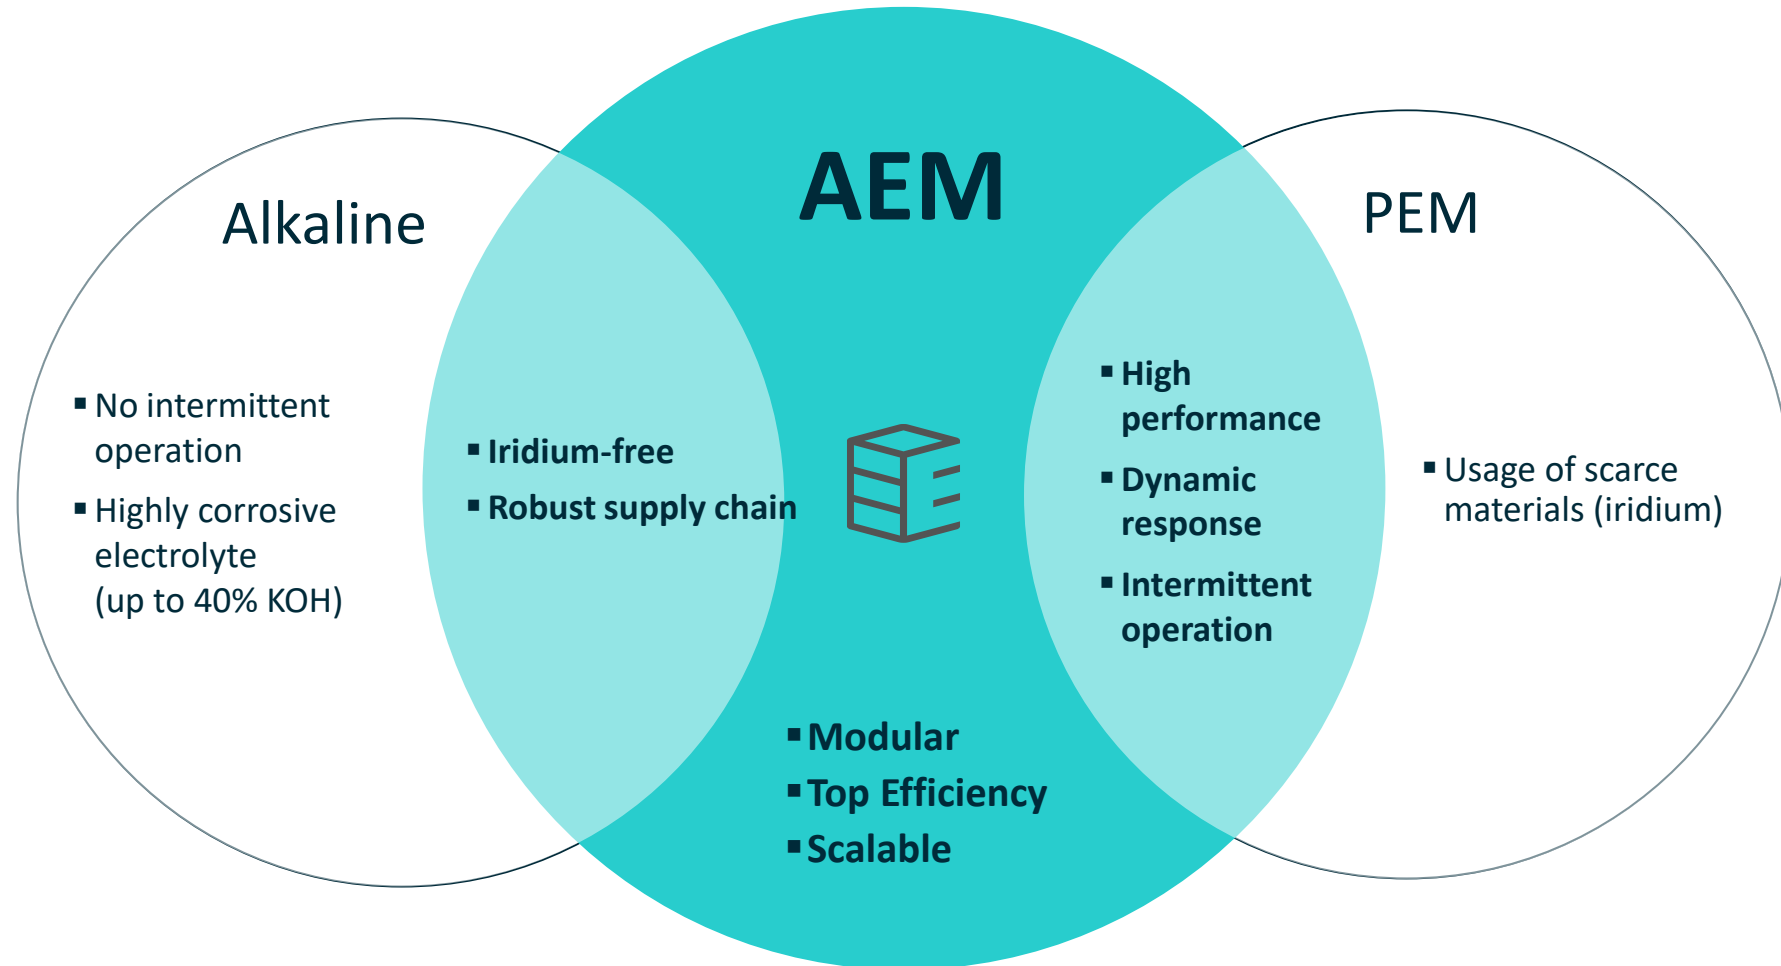 AEM
Alkaline
PEM
▪ No intermittent
operation
▪ Highly corrosive
electrolyte
(up to 40% KOH)
▪ Iridium-free
▪ Robust supply chain
▪ High
performance
▪ Dynamic
response
▪ Intermittent
operation
▪ Usage of scarce
materials (iridium)
▪ Modular
▪ Top Efficiency
▪ Scalable